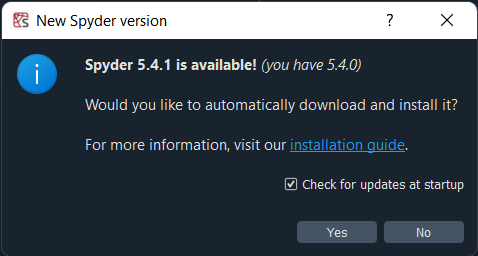 New Spyder version
Spyder 5.4.1 is available! (you have 5.4.0)
Would you like to automatically download and install it?
For more information, visit our installation guide.
Check for updates at startup
Yes No